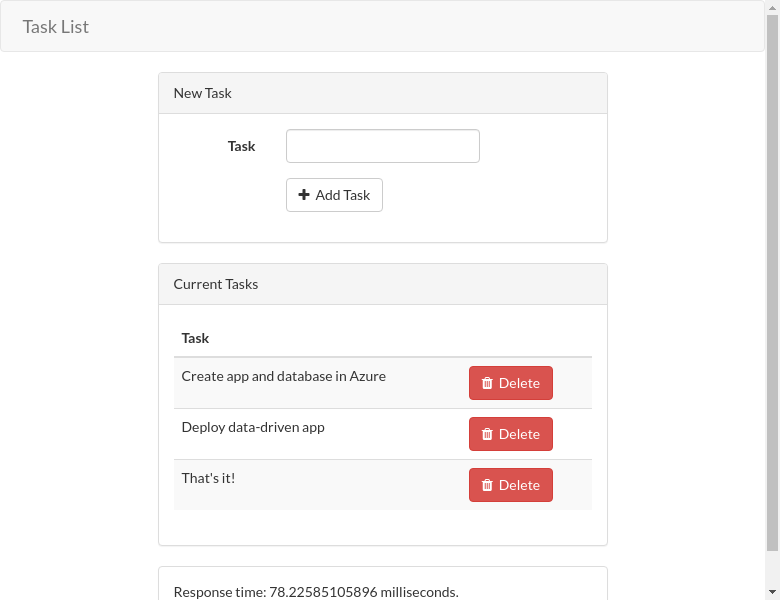 Task List
New Task
Task
Add Task
Current Tasks
Task
Create app and database in Azure
Delete
Deploy data-driven app
Delete
That's it!
Delete
Response time: 78.22585105896 milliseconds.